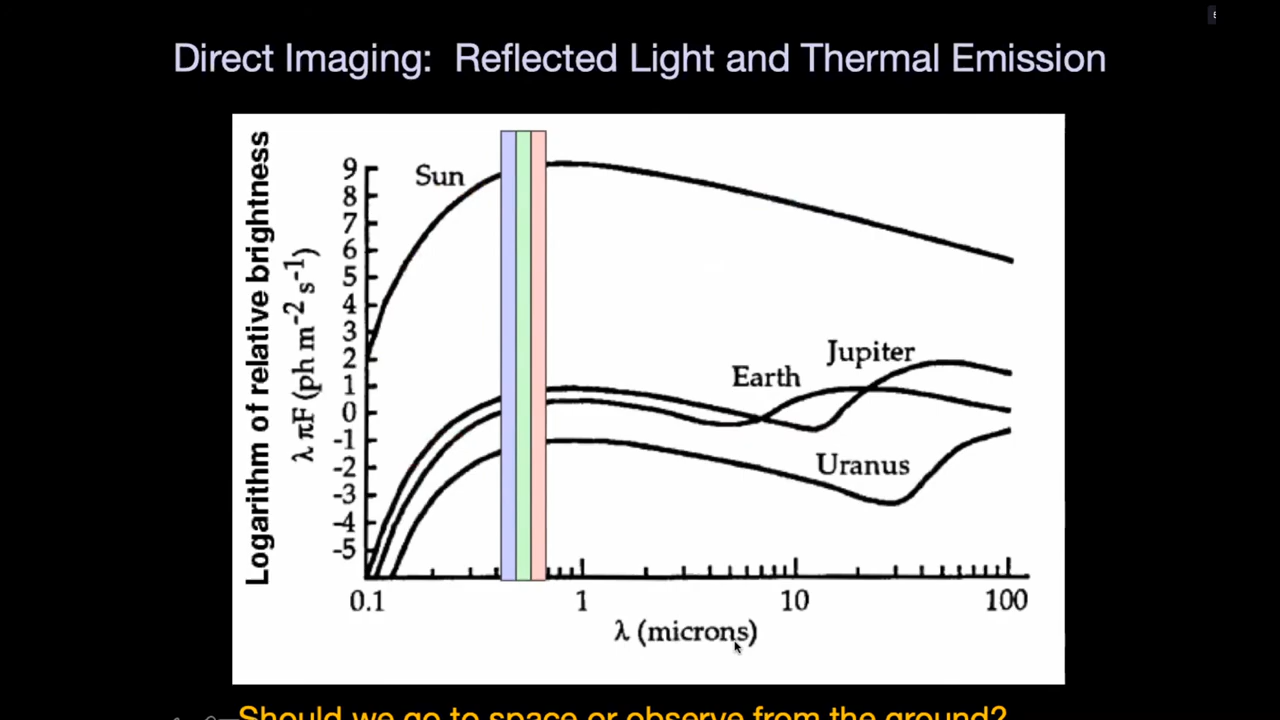 Direct Imaging: Reflected Light and Thermal Emission
Logarithm of relative brightness
λ πF (ph m⁻² s⁻¹)
9
8
7
6
5
4
3
2
1
0
-1
-2
-3
-4
-5
Sun
Jupiter
Earth
Uranus
0.1 1 10 100
λ (microns)
Should we go to space or observe from the ground?